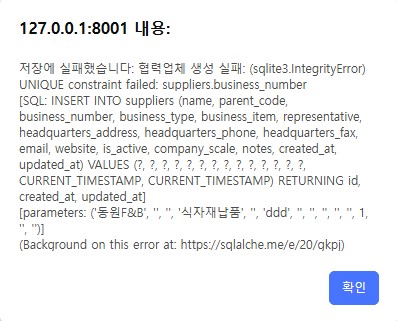 127.0.0.1:8001 내용:
저장에 실패했습니다: 협력업체 생성 실패: (sqlite3.IntegrityError)
UNIQUE constraint failed: suppliers.business_number
[SQL: INSERT INTO suppliers (name, parent_code,
business_number, business_type, business_item, representative,
headquarters_address, headquarters_phone, headquarters_fax,
email, website, is_active, company_scale, notes, created_at,
updated_at) VALUES (?, ?, ?, ?, ?, ?, ?, ?, ?, ?, ?, ?, ?, ?,
CURRENT_TIMESTAMP, CURRENT_TIMESTAMP) RETURNING id,
created_at, updated_at]
[parameters: ('동원F&B', '', '', '식자재납품', '', 'ddd', '', '', '', '', '', 1,
'', '')]
(Background on this error at: https://sqlalche.me/e/20/gkpj)
확인